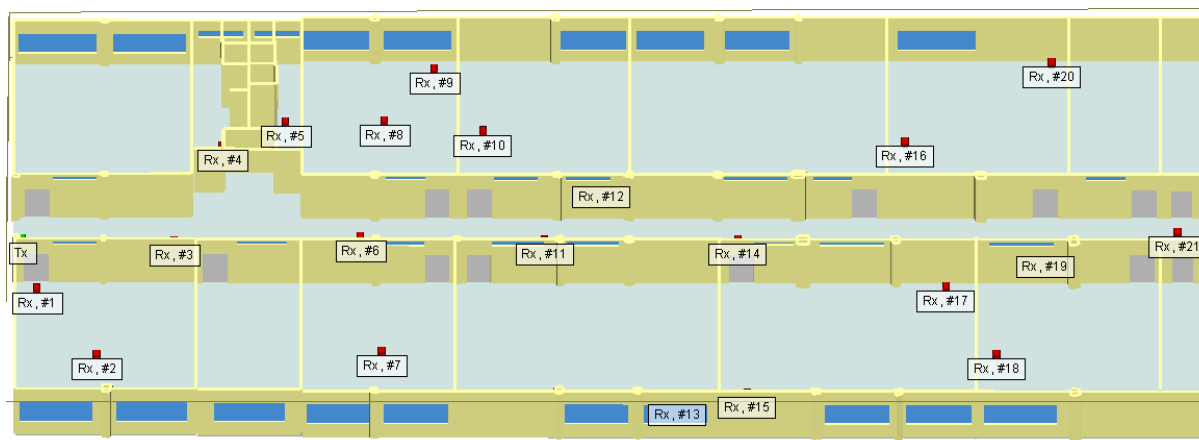 Rx , #9
Rx , #20
Rx , #5
Rx , #8
Rx , #10
Rx , #16
Rx , #4
Rx , #12
Tx
Rx , #3
Rx , #6
Rx , #11
Rx , #14
Rx , #19
Rx , #21
Rx , #1
Rx , #17
Rx , #2
Rx , #7
Rx , #18
Rx , #13
Rx , #15